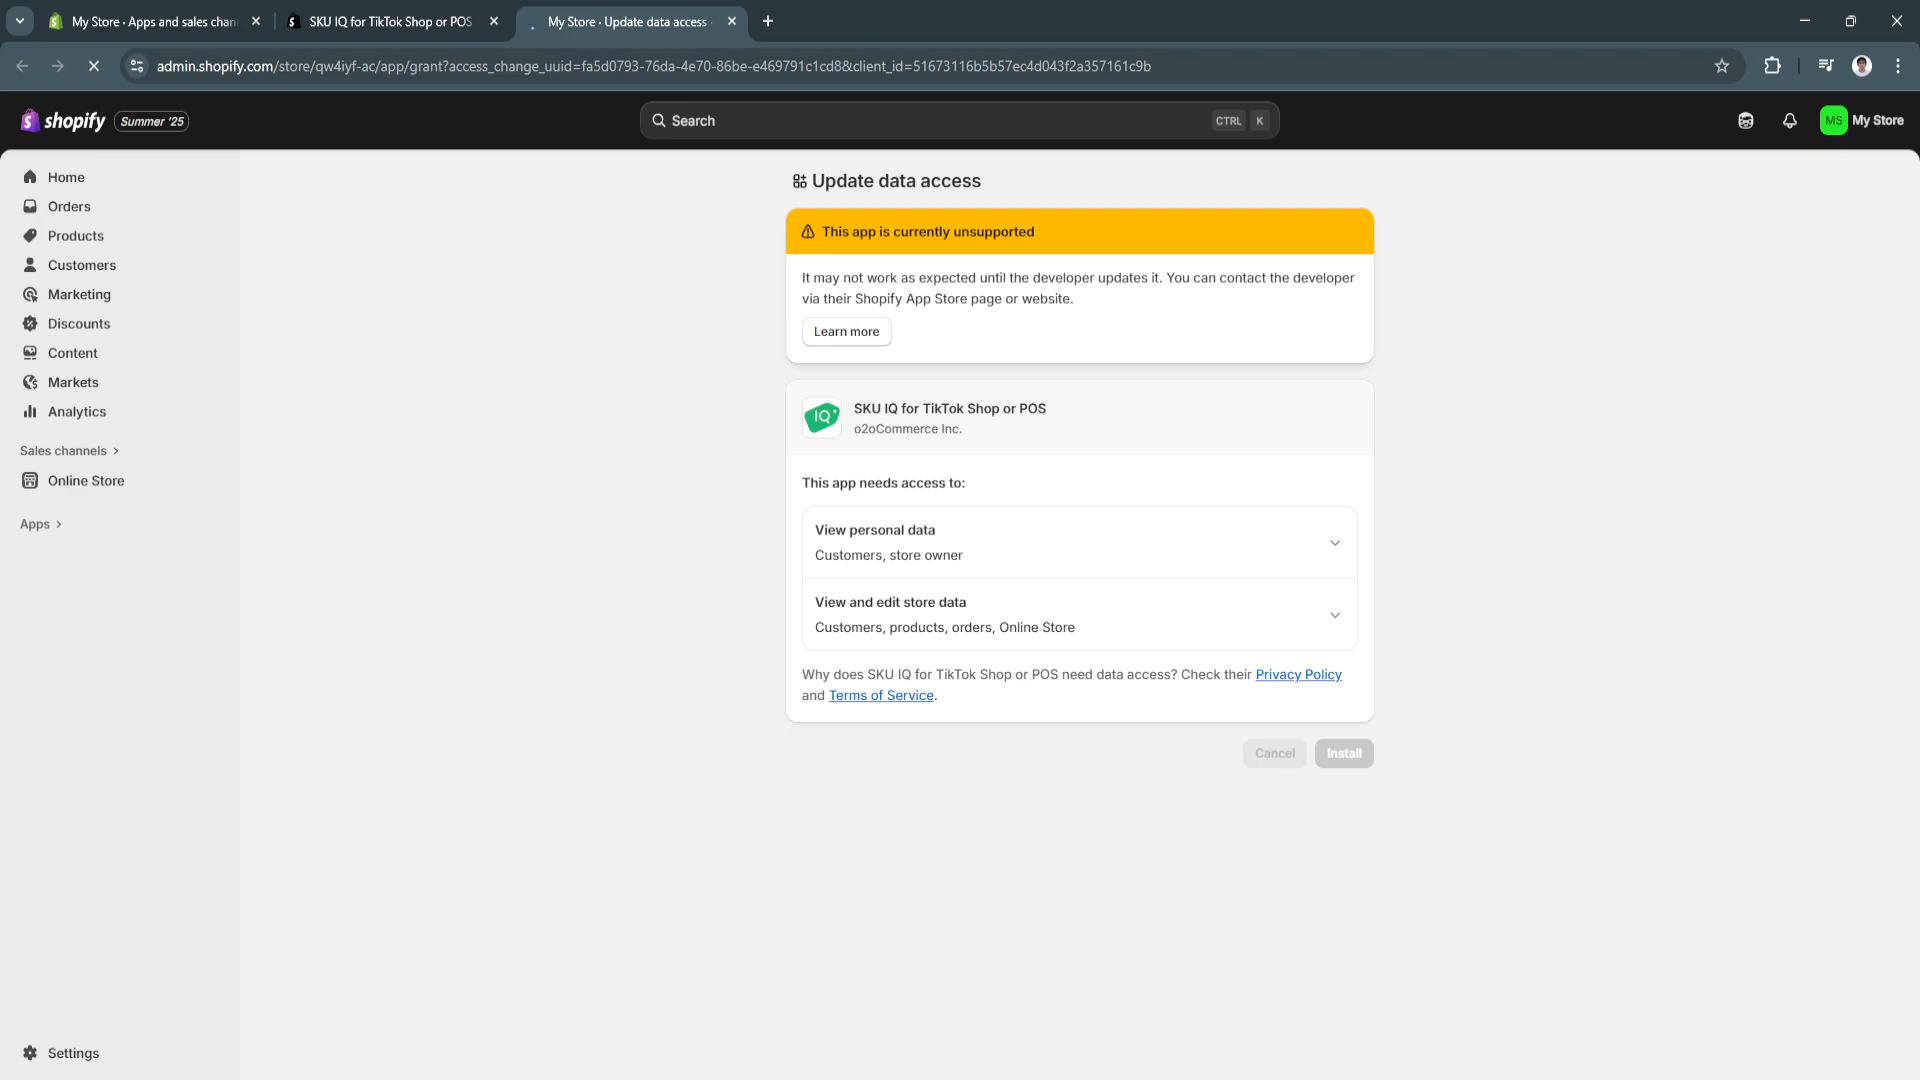 My Store · Apps and sales chan
SKU IQ for TikTok Shop or POS
My Store · Update data access
admin.shopify.com/store/qw4iyf-ac/app/grant?access_change_uuid=fa5d0793-76da-4e70-86be-e469791c1cd8&client_id=51673116b5b57ec4d043f2a357161c9b
shopify
Summer '25
Search
CTRL K
MS
My Store
Home
Orders
Products
Customers
Marketing
Discounts
Content
Markets
Analytics
Sales channels
Online Store
Apps
Settings
Update data access
This app is currently unsupported
It may not work as expected until the developer updates it. You can contact the developer
via their Shopify App Store page or website.
Learn more
IQ
SKU IQ for TikTok Shop or POS
o2oCommerce Inc.
This app needs access to:
View personal data
Customers, store owner
View and edit store data
Customers, products, orders, Online Store
Why does SKU IQ for TikTok Shop or POS need data access? Check their Privacy Policy
and Terms of Service.
Cancel
Install